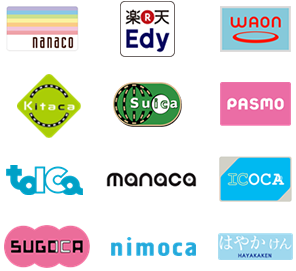 nanaco
楽R天
Edy
WAON
Kitaca
Suica
PASMO
TOICa
manaca
ICOCA
SUGOCA
nimoca
はやかけん
HAYAKAKEN